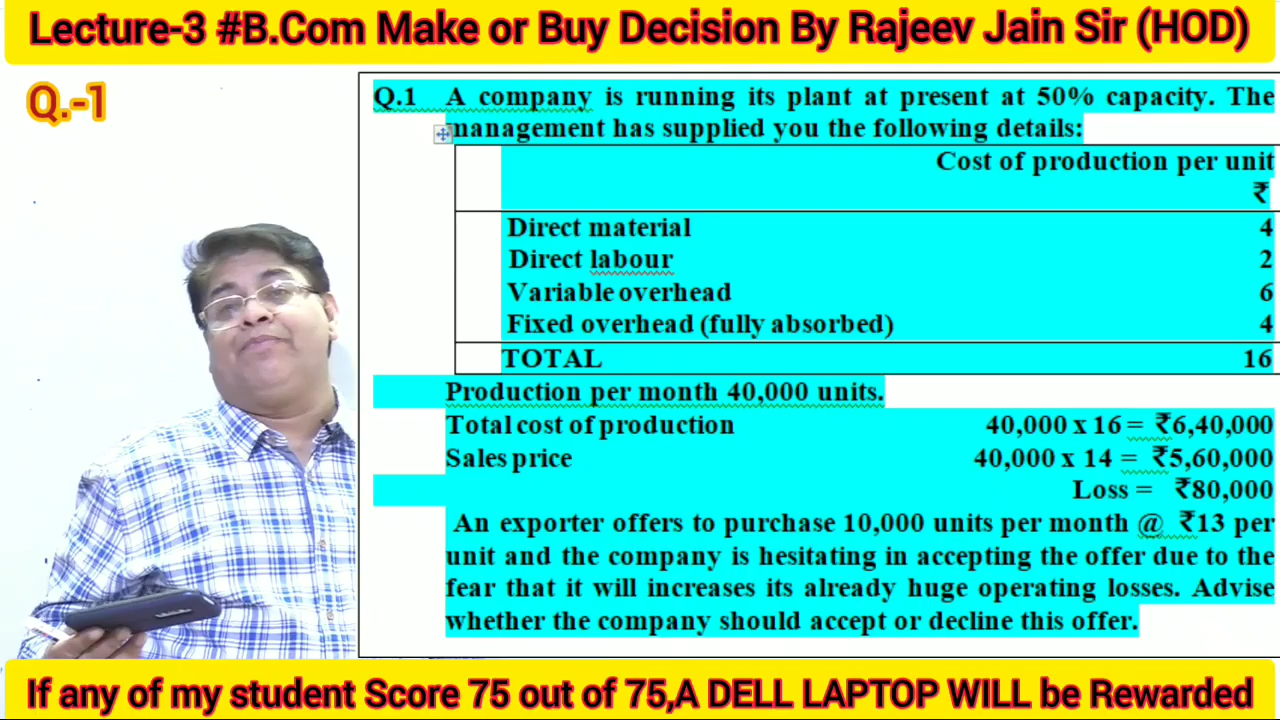 Lecture-3 #B.Com Make or Buy Decision By Rajeev Jain Sir (HOD)
Q.-1
Q.1 A company is running its plant at present at 50% capacity. The
management has supplied you the following details:
Cost of production per unit
₹
Direct material 4
Direct labour 2
Variable overhead 6
Fixed overhead (fully absorbed) 4
TOTAL 16
Production per month 40,000 units.
Total cost of production 40,000 x 16 = ₹6,40,000
Sales price 40,000 x 14 = ₹5,60,000
Loss = ₹80,000
An exporter offers to purchase 10,000 units per month @ ₹13 per
unit and the company is hesitating in accepting the offer due to the
fear that it will increases its already huge operating losses. Advise
whether the company should accept or decline this offer.
If any of my student Score 75 out of 75,A DELL LAPTOP WILL be Rewarded